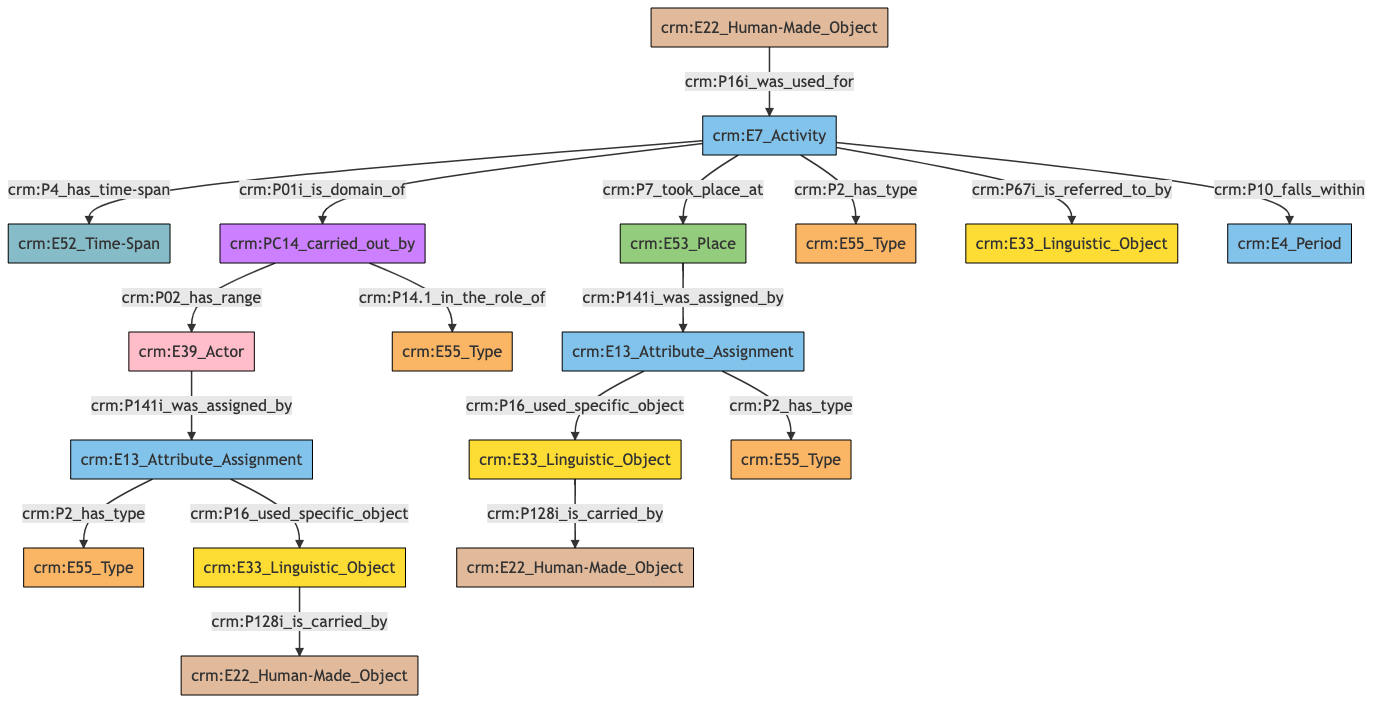 crm:E22_Human-Made_Object
crm:P16i_was_used_for
crm:E7_Activity
crm:P4_has_time-span
crm:P01i_is_domain_of
crm:P7_took_place_at
crm:P2_has_type
crm:P67i_is_referred_to_by
crm:P10_falls_within
crm:E52_Time-Span
crm:PC14_carried_out_by
crm:E53_Place
crm:E55_Type
crm:E33_Linguistic_Object
crm:E4_Period
crm:P02_has_range
crm:P14.1_in_the_role_of
crm:P141i_was_assigned_by
crm:E39_Actor
crm:E55_Type
crm:E13_Attribute_Assignment
crm:P141i_was_assigned_by
crm:P16_used_specific_object
crm:P2_has_type
crm:E13_Attribute_Assignment
crm:E33_Linguistic_Object
crm:E55_Type
crm:P2_has_type
crm:P16_used_specific_object
crm:P128i_is_carried_by
crm:E55_Type
crm:E33_Linguistic_Object
crm:E22_Human-Made_Object
crm:P128i_is_carried_by
crm:E22_Human-Made_Object